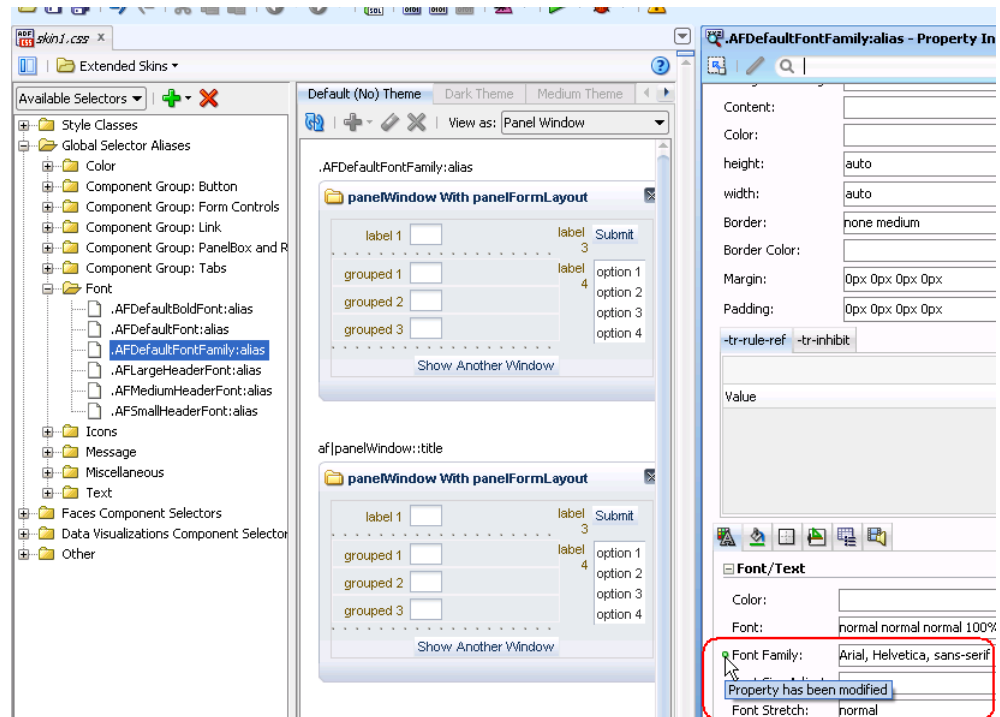 skin1.css
Extended Skins
Available Selectors
Style Classes
Global Selector Aliases
Color
Component Group: Button
Component Group: Form Controls
Component Group: Link
Component Group: PanelBox and R
Component Group: Tabs
Font
.AFDefaultBoldFont:alias
.AFDefaultFont:alias
.AFDefaultFontFamily:alias
.AFLargeHeaderFont:alias
.AFMediumHeaderFont:alias
.AFSmallHeaderFont:alias
Icons
Message
Miscellaneous
Text
Faces Component Selectors
Data Visualizations Component Selector
Other
Default (No) Theme Dark Theme Medium Theme
View as: Panel Window
.AFDefaultFontFamily:alias
panelWindow With panelFormLayout
label 1
label 3 Submit
grouped 1
grouped 2
grouped 3
label 4
option 1
option 2
option 3
option 4
Show Another Window
af|panelWindow::title
panelWindow With panelFormLayout
label 1
label 3 Submit
grouped 1
grouped 2
grouped 3
label 4
option 1
option 2
option 3
option 4
Show Another Window
.AFDefaultFontFamily:alias - Property In
Content:
Color:
height: auto
width: auto
Border: none medium
Border Color:
Margin: 0px 0px 0px 0px
Padding: 0px 0px 0px 0px
-tr-rule-ref -tr-inhibit
Value
Font/Text
Color:
Font: normal normal normal 100%
Font Family: Arial, Helvetica, sans-serif
Property has been modified
Font Stretch: normal